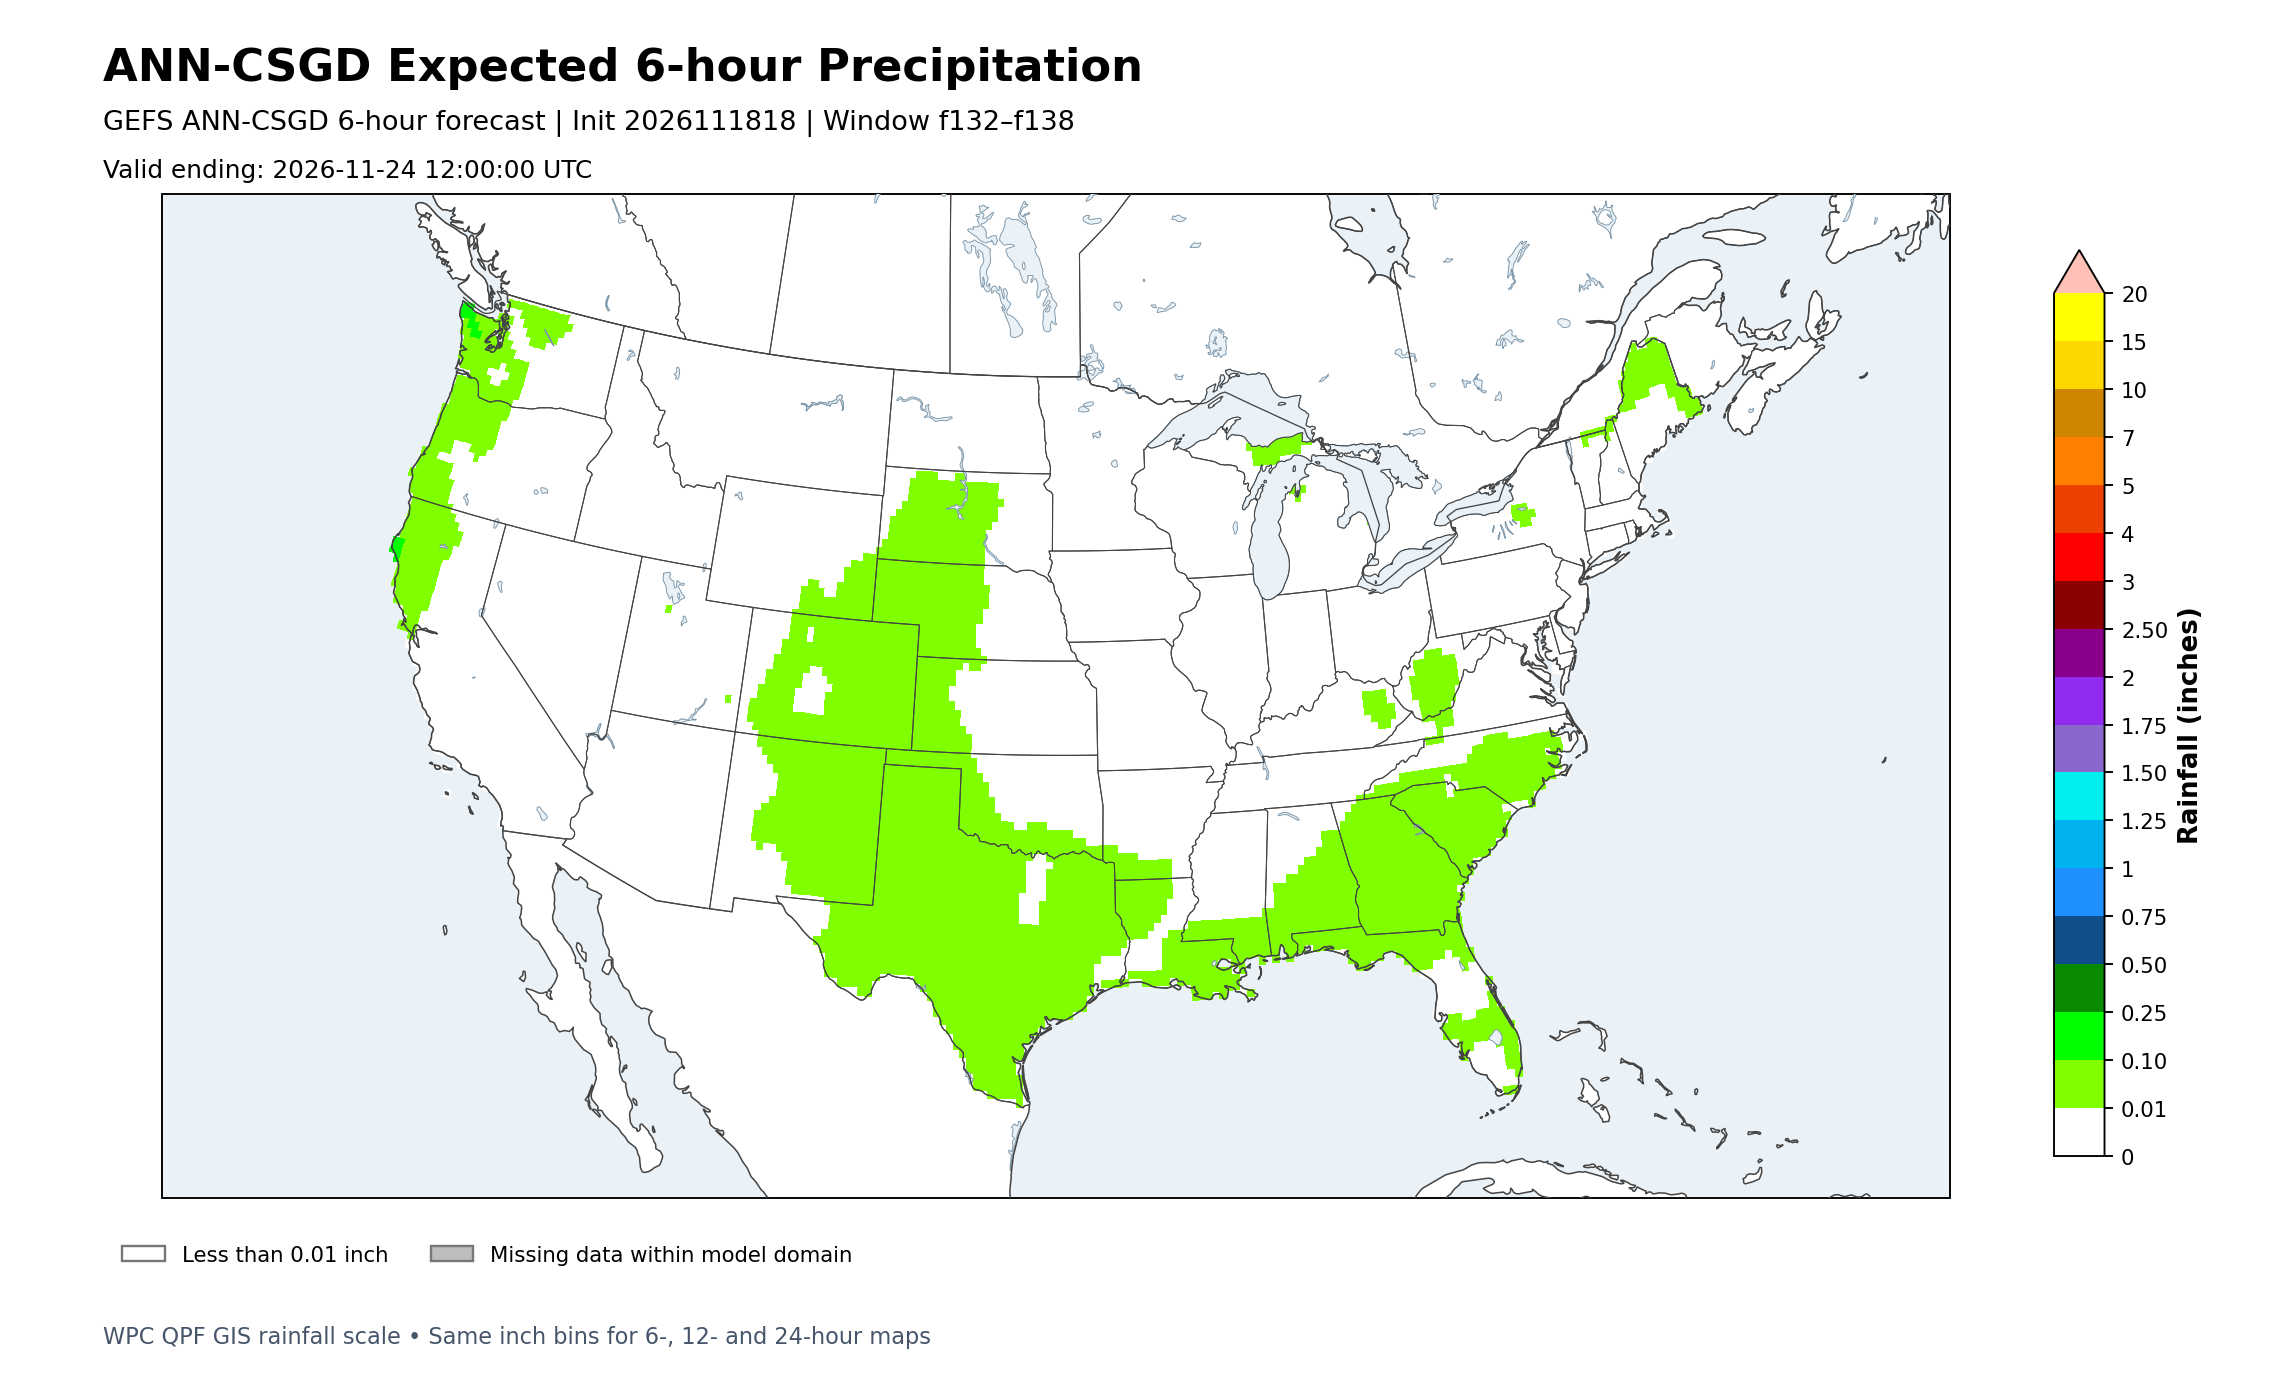 ANN-CSGD Expected 6-hour Precipitation
GEFS ANN-CSGD 6-hour forecast | Init 2026111818 | Window f132–f138
Valid ending: 2026-11-24 12:00:00 UTC
20
15
10
7
5
4
3
2.50
2
1.75
1.50
1.25
1
0.75
0.50
0.25
0.10
0.01
0
Rainfall (inches)
Less than 0.01 inch
Missing data within model domain
WPC QPF GIS rainfall scale • Same inch bins for 6-, 12- and 24-hour maps